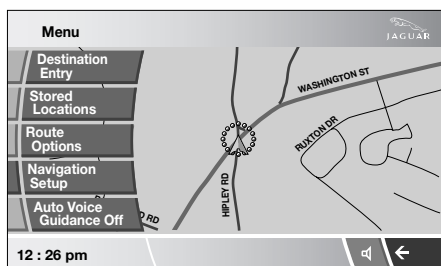 Menu
JAGUAR
Destination
Entry
Stored
Locations
Route
Options
Navigation
Setup
Auto Voice
Guidance Off
WASHINGTON ST
RUXTON DR
HIPLEY RD
D RD
12 : 26 pm